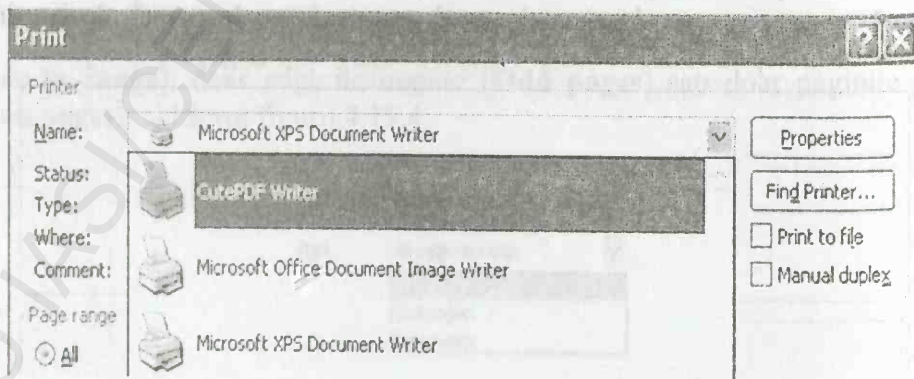 Print
Printer
Name: Microsoft XPS Document Writer Properties
Status: CutePDF Writer Find Printer...
Type:
Where: Print to file
Comment: Microsoft Office Document Image Writer Manual duplex
Page range
All Microsoft XPS Document Writer